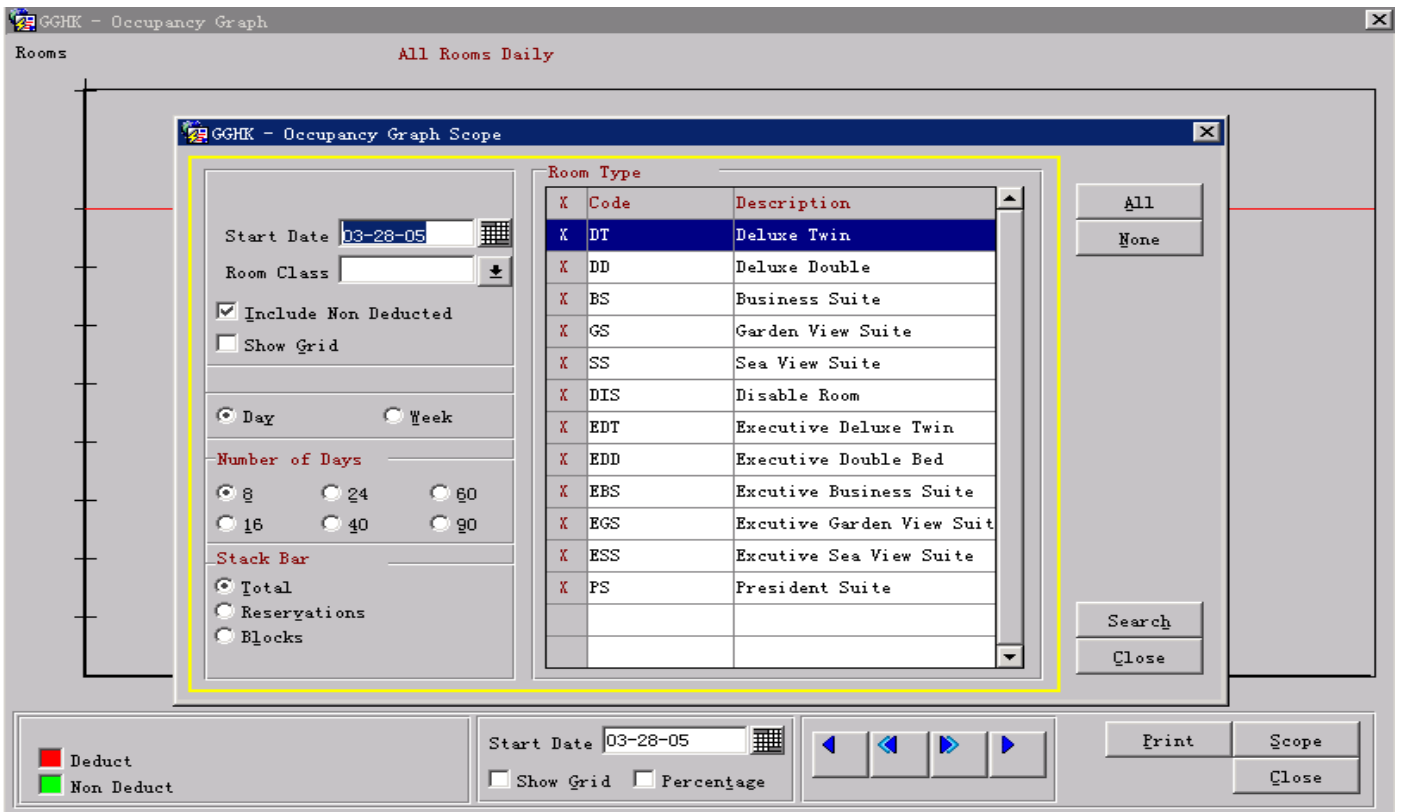 GGHK - Occupancy Graph
Rooms
All Rooms Daily
GGHK - Occupancy Graph Scope
Start Date 03-28-05
Room Class
Include Non Deducted
Show Grid
Day Week
Number of Days
8 24 60
16 40 90
Stack Bar
Total
Reservations
Blocks
Room Type
X Code Description
X DT Deluxe Twin
X DD Deluxe Double
X BS Business Suite
X GS Garden View Suite
X SS Sea View Suite
X DIS Disable Room
X EDT Executive Deluxe Twin
X EDD Executive Double Bed
X EBS Excutive Business Suite
X EGS Excutive Garden View Suit
X ESS Excutive Sea View Suite
X PS President Suite
All
None
Search
Close
Deduct
Non Deduct
Start Date 03-28-05
Show Grid Percentage
Print Scope
Close